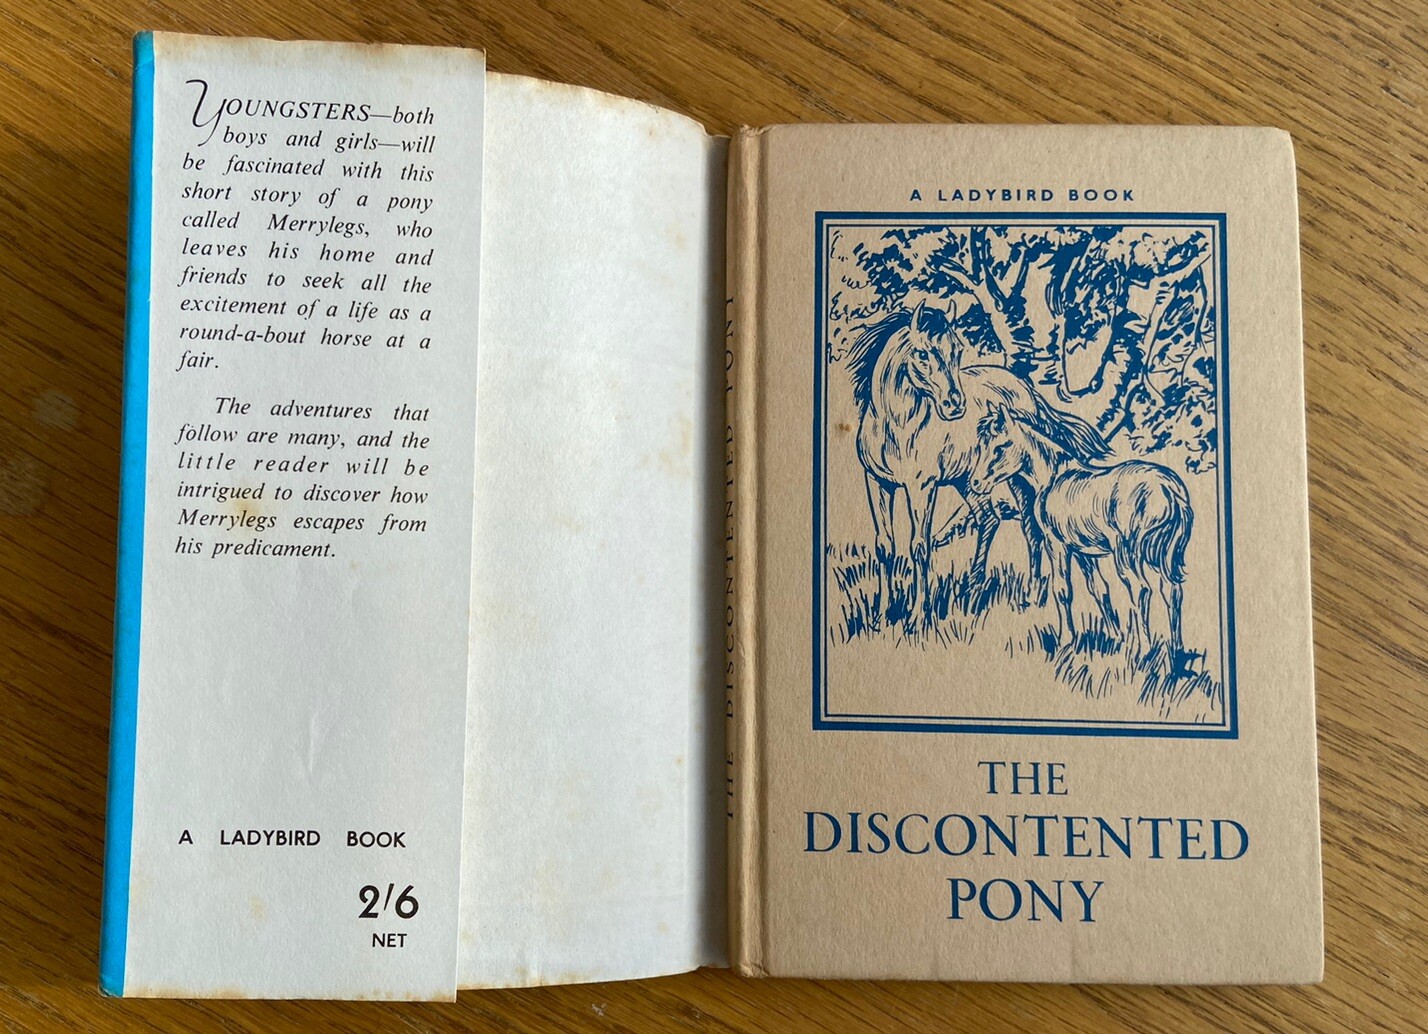 YOUNGSTERS—both
boys and girls—will
be fascinated with this
short story of a pony
called Merrylegs, who
leaves his home and
friends to seek all the
excitement of a life as a
round-a-bout horse at a
fair.
The adventures that
follow are many, and the
little reader will be
intrigued to discover how
Merrylegs escapes from
his predicament.
A LADYBIRD BOOK
2/6
NET
THE DISCONTENTED PONY
A LADYBIRD BOOK
THE
DISCONTENTED
PONY